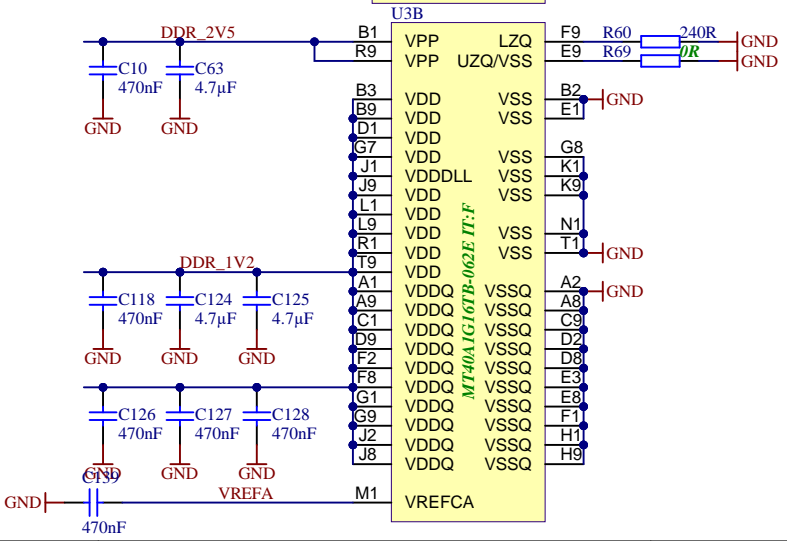 U3B
DDR_2V5 B1 VPP LZQ F9 R60 240R GND
R9 VPP UZQ/VSS E9 R69 0R GND
C10 C63
470nF 4.7µF
GND GND
B3 VDD VSS B2 GND
B9 VDD VSS E1
D1 VDD
G7 VDD VSS G8
J1 VDDDLL VSS K1
J9 VDD VSS K9
L1 VDD
L9 VDD VSS N1
R1 VDD VSS T1 GND
DDR_1V2 T9 VDD
A1 VDDQ VSSQ A2 GND
A9 VDDQ VSSQ A8
C1 VDDQ VSSQ C9
D9 VDDQ VSSQ D2
F2 VDDQ VSSQ D8
F8 VDDQ VSSQ E3
G1 VDDQ VSSQ E8
G9 VDDQ VSSQ F1
J2 VDDQ VSSQ H1
J8 VDDQ VSSQ H9
MT40A1G16TB-062E IT:F
C118 C124 C125
470nF 4.7µF 4.7µF
GND GND GND
C126 C127 C128
470nF 470nF 470nF
GND GND GND
C139
GND VREFA M1 VREFCA
470nF